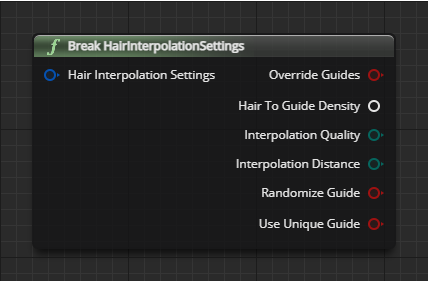 Break HairInterpolationSettings
Hair Interpolation Settings
Override Guides
Hair To Guide Density
Interpolation Quality
Interpolation Distance
Randomize Guide
Use Unique Guide